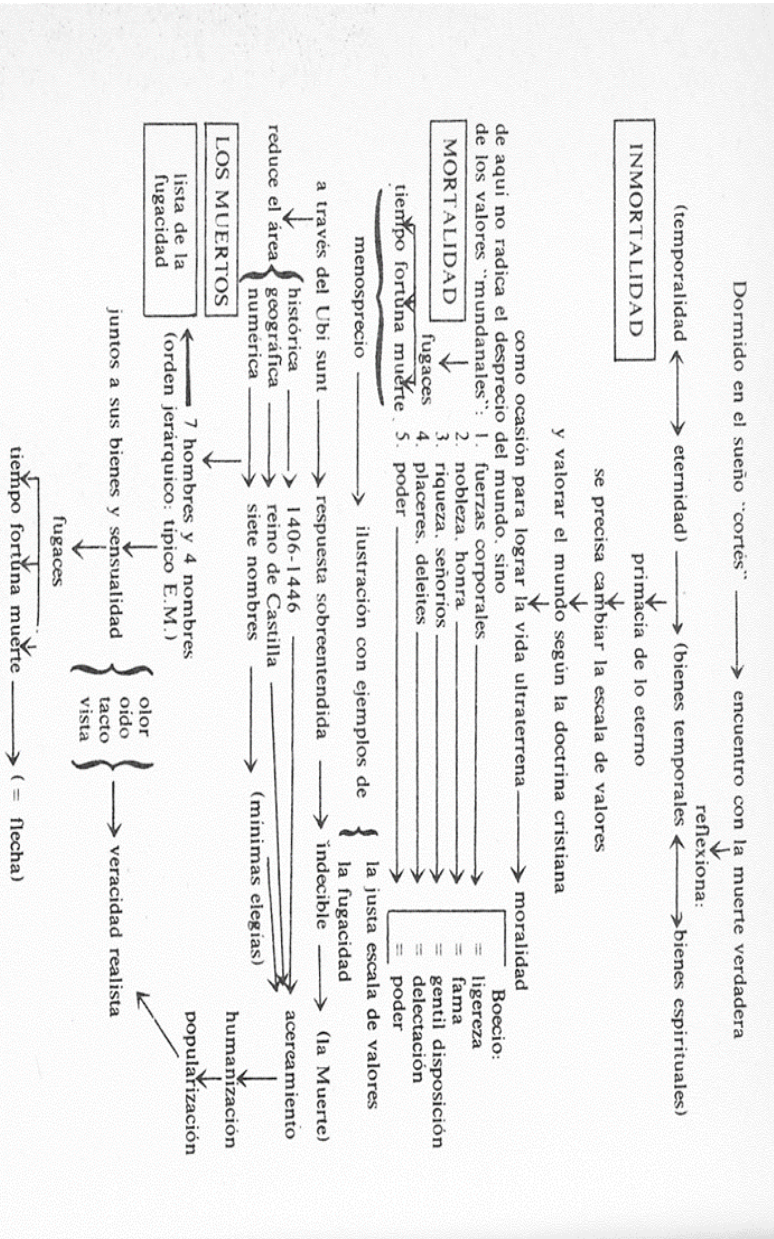 Dormido en el sueño "cortés" ⟶ encuentro con la muerte verdadera
↓
reflexiona:
(temporalidad ⟷ eternidad) ⟶ (bienes temporales ⟷ bienes espirituales)
↓
primacia de lo eterno
↓
INMORTALIDAD
se precisa cambiar la escala de valores
↓
y valorar el mundo según la doctrina cristiana
↓
como ocasión para lograr la vida ultraterrena ⟶ moralidad
de aqui no radica el desprecio del mundo, sino
de los valores "mundanales": 1. fuerzas corporales ⟶ = ligereza
Boecio:
MORTALIDAD
2. nobleza, honra ⟶ = fama
↓
fugaces
3. riqueza, señorios ⟶ = gentil disposición
4. placeres, deleites ⟶ = delectación
tiempo fortuna muerte
5. poder ⟶ = poder
menosprecio ⟶ ilustración con ejemplos de { la justa escala de valores
la fugacidad
a través del Ubi sunt ⟶ respuesta sobreentendida ⟶ indecible ⟶ (la Muerte)
↓
reduce el área { histórica ⟶ 1406-1446 ⟶ acercamiento
geográfica ⟶ reino de Castilla
numérica ⟶ siete nombres ⟶ (minimas elegias)
↓
humanización
↓
popularización
LOS MUERTOS
↓
lista de la
fugacidad
⟵ 7 hombres y 4 nombres
(orden jerárquico: tipico E.M.)
↓
juntos a sus bienes y sensualidad { olor
oido
tacto
vista } ⟶ veracidad realista
↓
fugaces
tiempo fortuna muerte ⟶ ( = flecha)